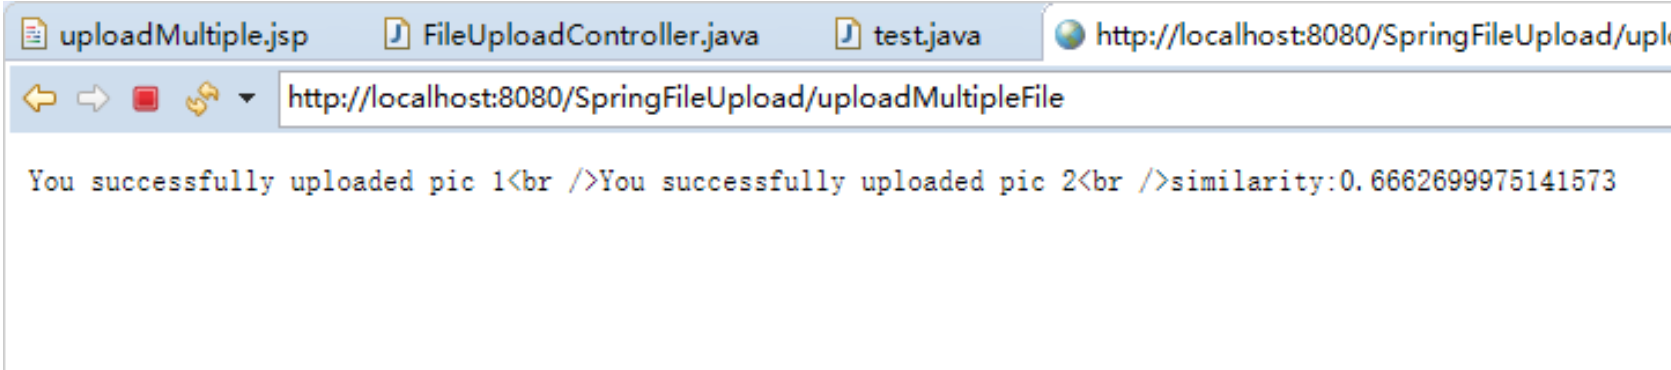 uploadMultiple.jsp FileUploadController.java test.java http://localhost:8080/SpringFileUpload/upl
http://localhost:8080/SpringFileUpload/uploadMultipleFile
You successfully uploaded pic 1<br />You successfully uploaded pic 2<br />similarity:0.6662699975141573